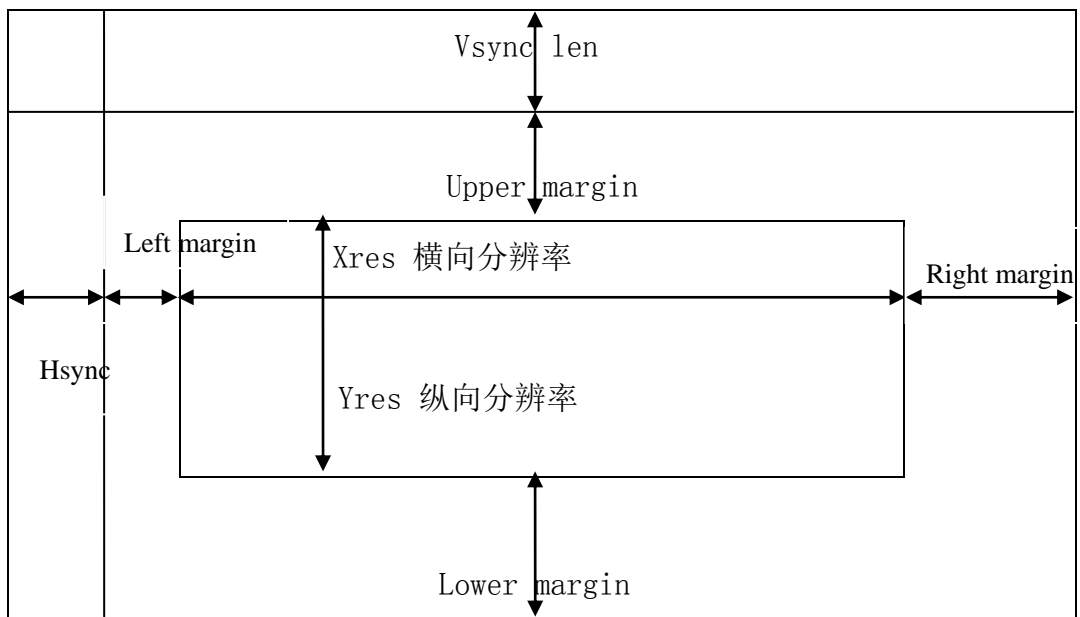 Vsync len
Upper margin
Left margin
Xres 横向分辨率
Right margin
Hsync
Yres 纵向分辨率
Lower margin